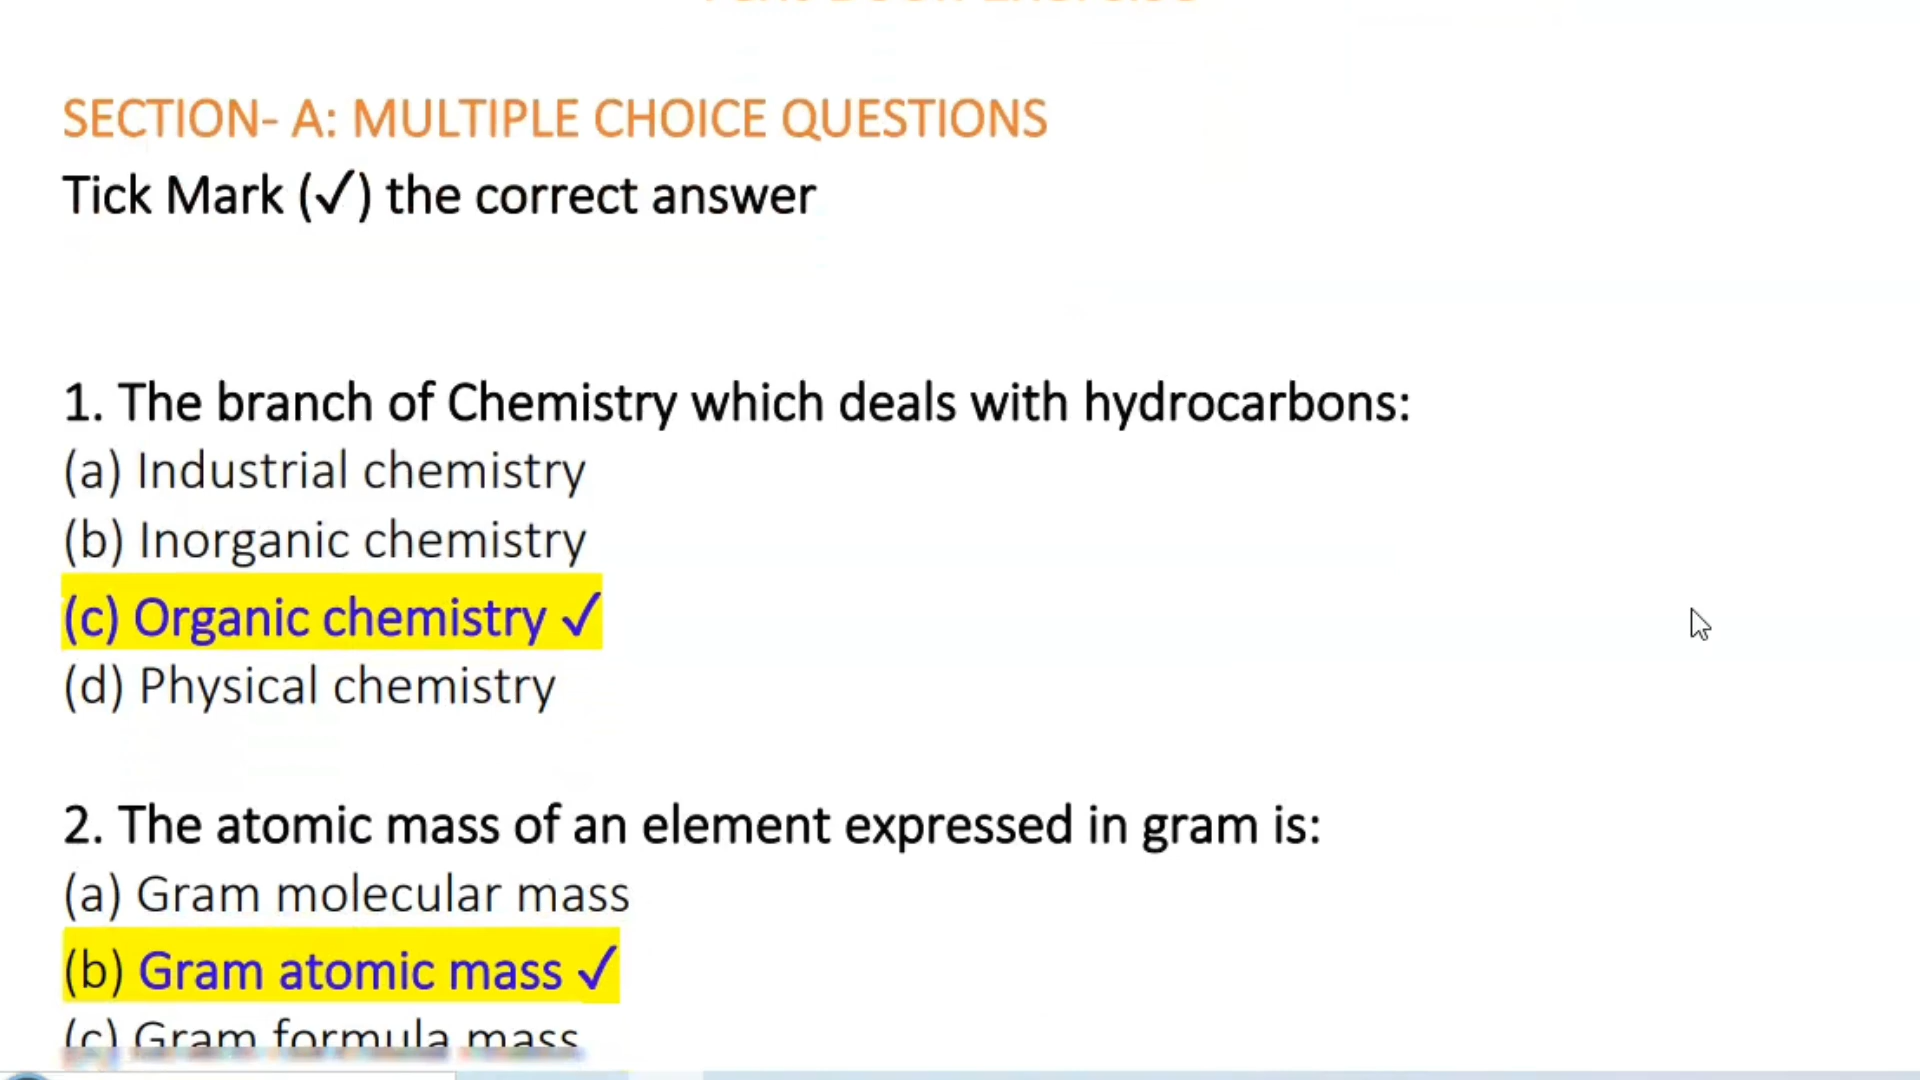 SECTION- A: MULTIPLE CHOICE QUESTIONS
Tick Mark (✓) the correct answer
1. The branch of Chemistry which deals with hydrocarbons:
(a) Industrial chemistry
(b) Inorganic chemistry
(c) Organic chemistry ✓
(d) Physical chemistry
2. The atomic mass of an element expressed in gram is:
(a) Gram molecular mass
(b) Gram atomic mass ✓
(c) Gram formula mass